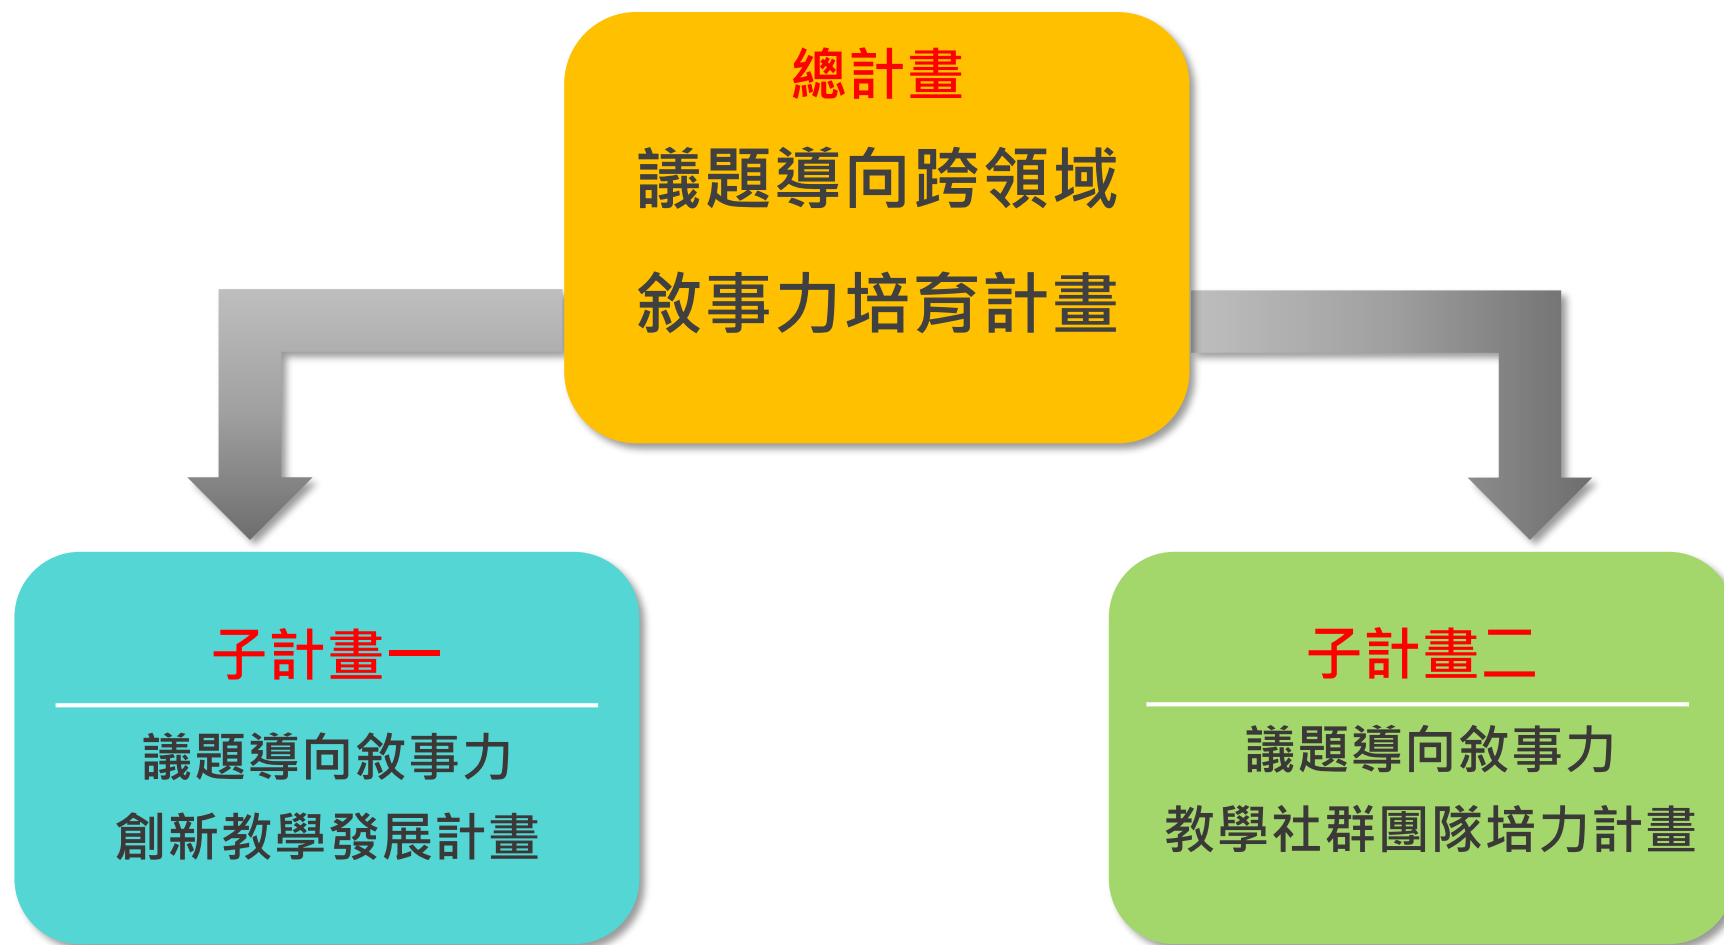 總計畫
議題導向跨領域
敘事力培育計畫
子計畫一
議題導向敘事力
創新教學發展計畫
子計畫二
議題導向敘事力
教學社群團隊培力計畫